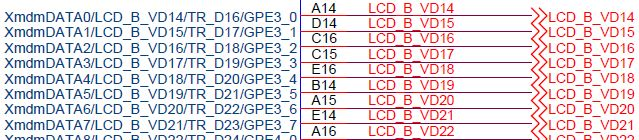 XmdmDATA0/LCD_B_VD14/TR_D16/GPE3_0 A14 LCD_B_VD14 LCD_B_VD14
XmdmDATA1/LCD_B_VD15/TR_D17/GPE3_1 D14 LCD_B_VD15 LCD_B_VD15
XmdmDATA2/LCD_B_VD16/TR_D18/GPE3_2 C16 LCD_B_VD16 LCD_B_VD16
XmdmDATA3/LCD_B_VD17/TR_D19/GPE3_3 C15 LCD_B_VD17 LCD_B_VD17
XmdmDATA4/LCD_B_VD18/TR_D20/GPE3_4 E16 LCD_B_VD18 LCD_B_VD18
XmdmDATA5/LCD_B_VD19/TR_D21/GPE3_5 B14 LCD_B_VD19 LCD_B_VD19
XmdmDATA6/LCD_B_VD20/TR_D22/GPE3_6 A15 LCD_B_VD20 LCD_B_VD20
XmdmDATA7/LCD_B_VD21/TR_D23/GPE3_7 E14 LCD_B_VD21 LCD_B_VD21
A16 LCD_B_VD22